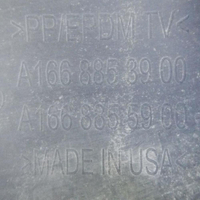 >PP/EPDM TV<
A166 885 39 00
A166 885 59 00
>MADE IN USA<